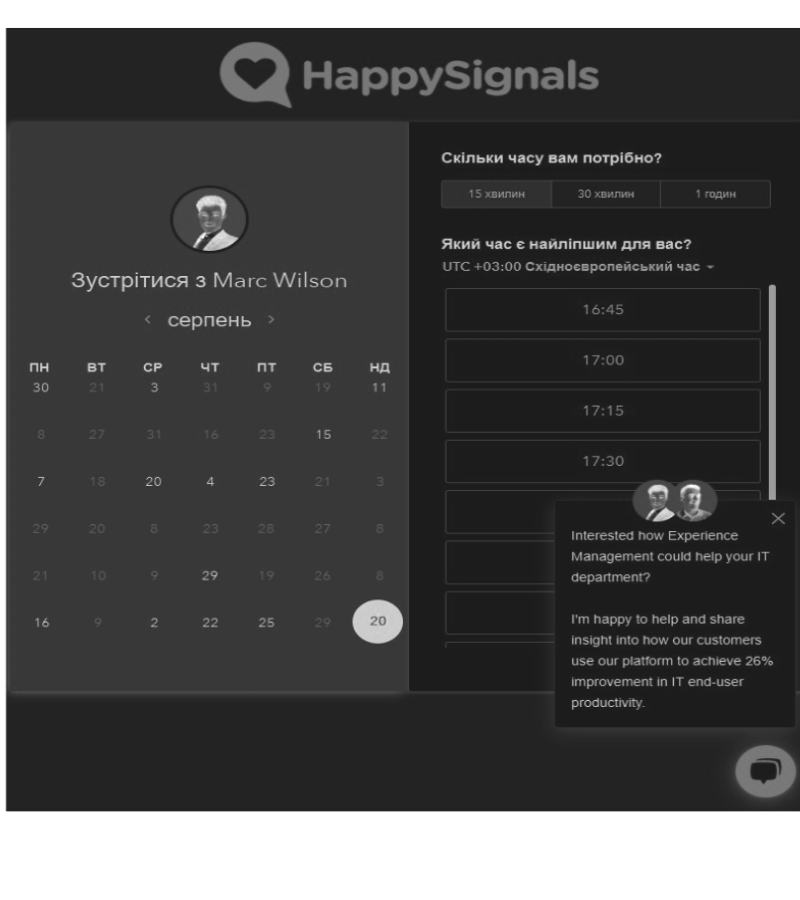 HappySignals
Зустрітися з Marc Wilson
серпень
ПН ВТ СР ЧТ ПТ СБ НД
30 21 3 31 9 19 11
8 27 31 16 23 15 22
7 18 20 4 23 21 3
29 20 8 23 28 27 8
21 10 9 29 19 26 8
16 9 2 22 25 29 20
Скільки часу вам потрібно?
15 хвилин 30 хвилин 1 годин
Який час є найліпшим для вас?
UTC +03:00 Східноєвропейський час
16:45
17:00
17:15
17:30
Interested how Experience
Management could help your IT
department?
I'm happy to help and share
insight into how our customers
use our platform to achieve 26%
improvement in IT end-user
productivity.